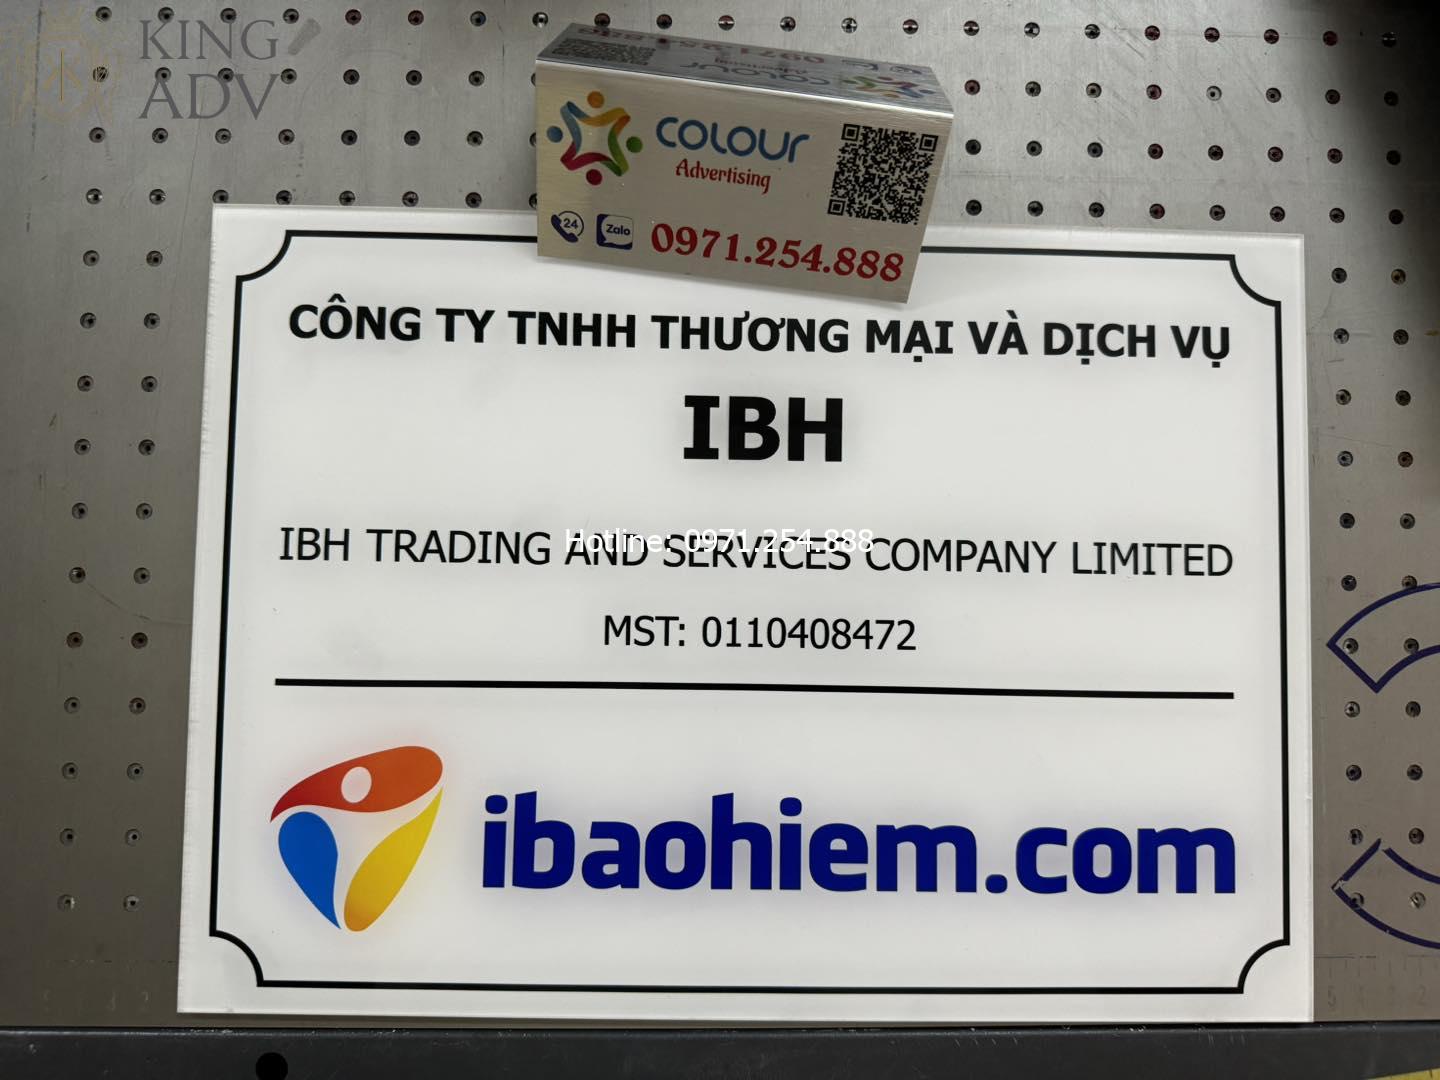 KING
ADV
COLOUR
Advertising
24
Zalo
0971.254.888
CÔNG TY TNHH THƯƠNG MẠI VÀ DỊCH VỤ
IBH
IBH TRADING AND SERVICES COMPANY LIMITED
Hotline: 0971.254.888
MST: 0110408472
ibaohiem.com